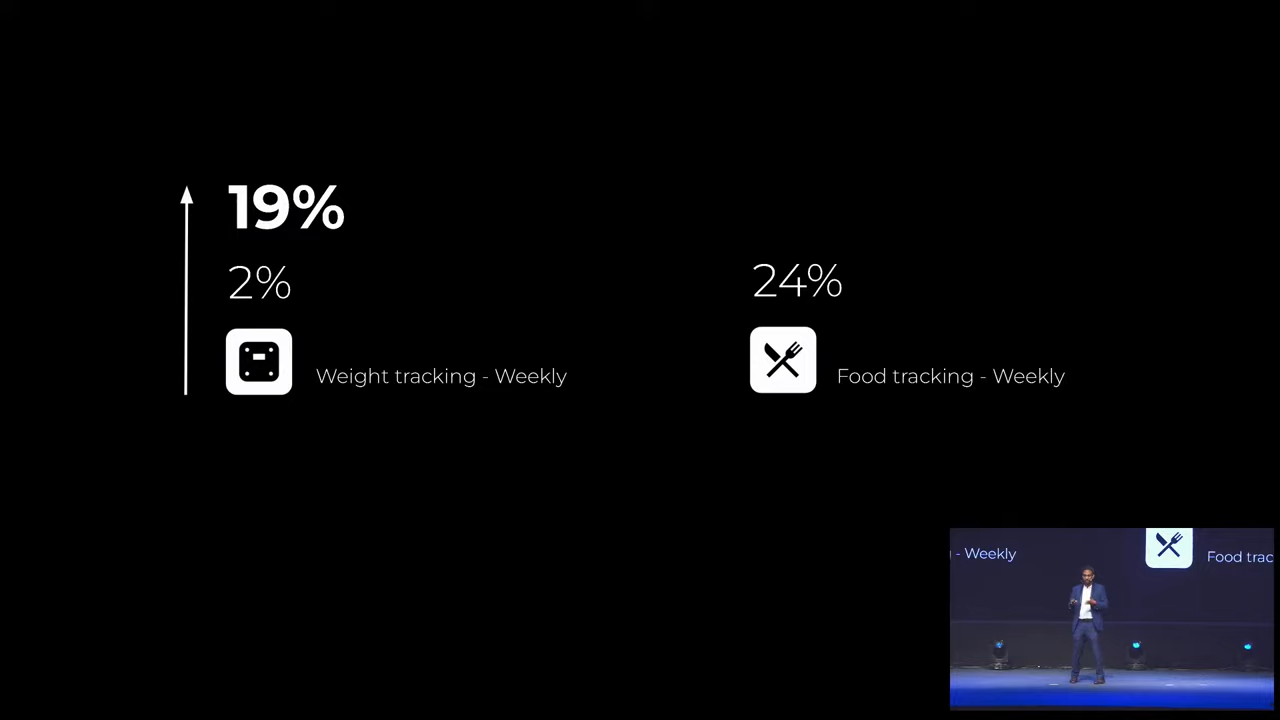 19%
2%
24%
Weight tracking - Weekly
Food tracking - Weekly
- Weekly
Food trac